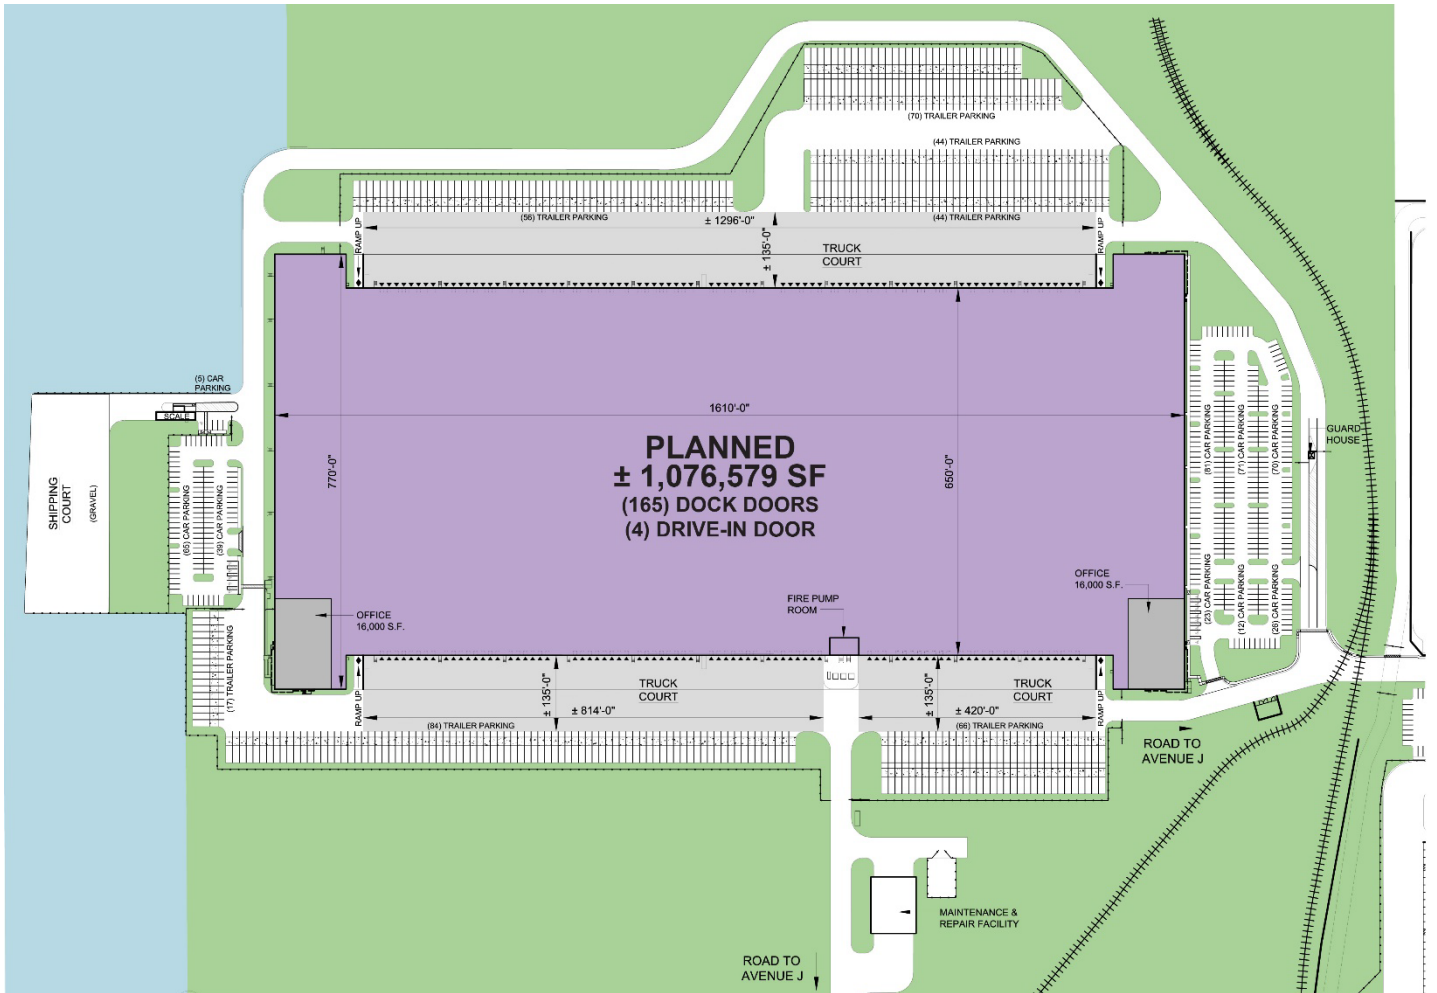 (70) TRAILER PARKING
(44) TRAILER PARKING
(56) TRAILER PARKING
± 1296'-0"
(44) TRAILER PARKING
RAMP UP
± 135'-0"
TRUCK
COURT
RAMP UP
(5) CAR
PARKING
SCALE
1610'-0"
PLANNED
± 1,076,579 SF
(165) DOCK DOORS
(4) DRIVE-IN DOOR
770'-0"
650'-0"
GUARD
HOUSE
(81) CAR PARKING
(71) CAR PARKING
(70) CAR PARKING
SHIPPING
COURT
(GRAVEL)
(65) CAR PARKING
(39) CAR PARKING
OFFICE
16,000 S.F.
FIRE PUMP
ROOM
OFFICE
16,000 S.F.
(23) CAR PARKING
(12) CAR PARKING
(26) CAR PARKING
(17) TRAILER PARKING
RAMP UP
± 135'-0"
TRUCK
COURT
± 814'-0"
(84) TRAILER PARKING
± 135'-0"
TRUCK
COURT
± 420'-0"
(66) TRAILER PARKING
RAMP UP
ROAD TO
AVENUE J
MAINTENANCE &
REPAIR FACILITY
ROAD TO
AVENUE J